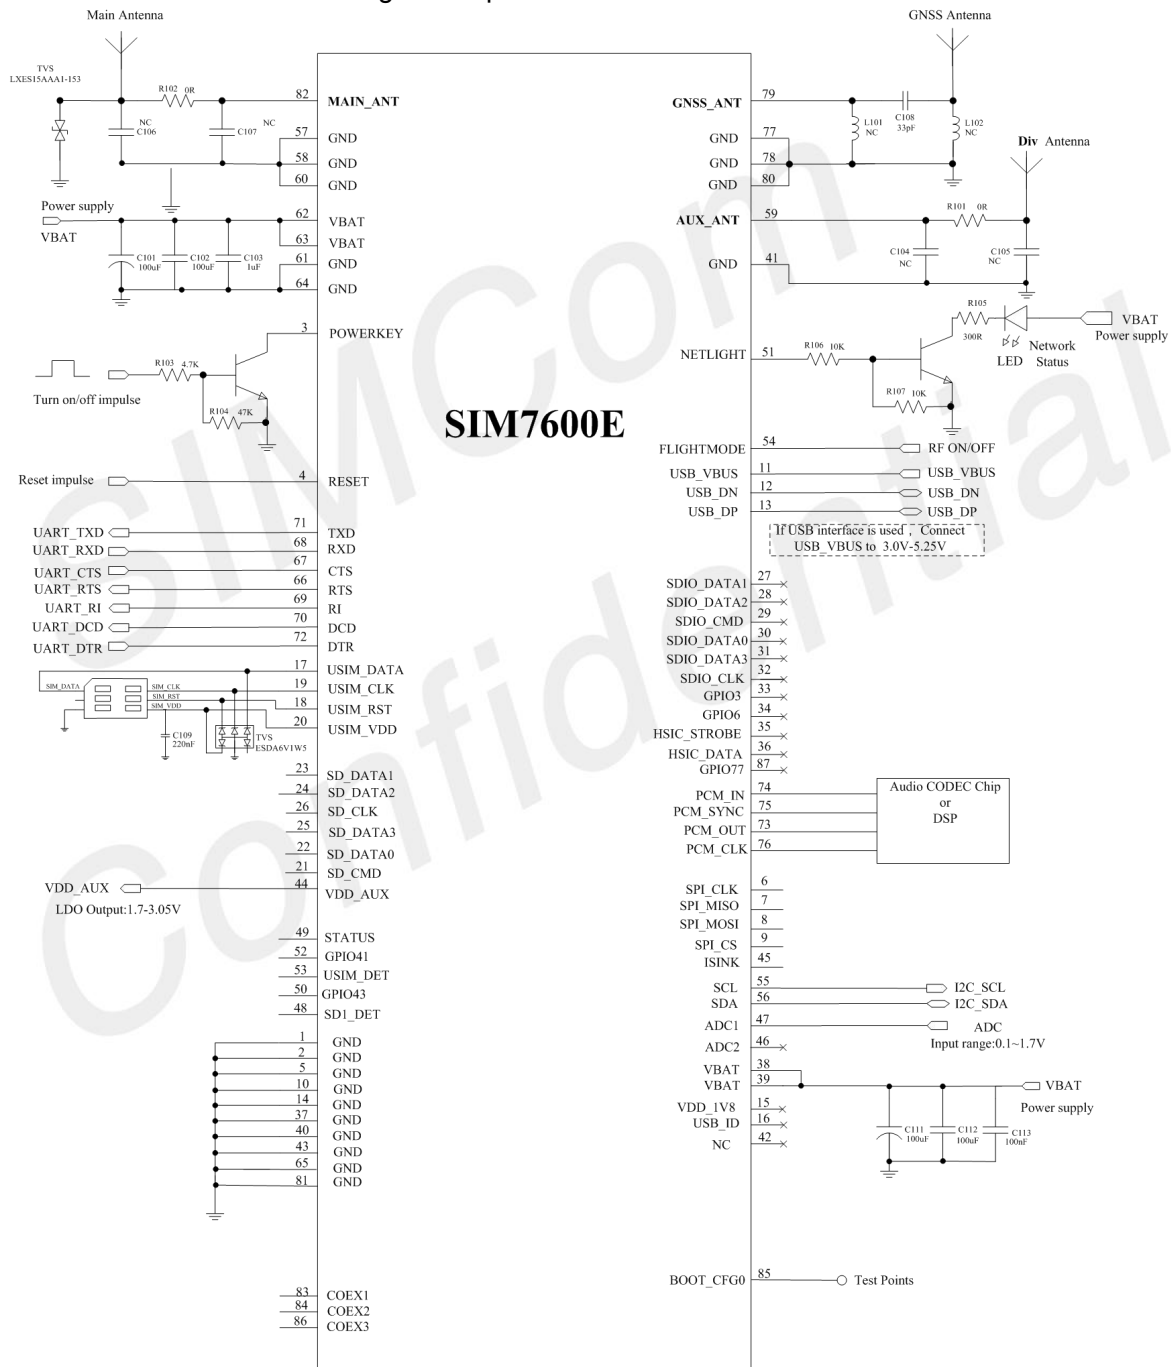 Main Antenna
GNSS Antenna
TVS
LXES15AAA1-153
R102 0R
82
MAIN_ANT
NC
C106
NC
C107
57
GND
58
GND
60
GND
79
GNSS_ANT
C108
33pF
L101
NC
L102
NC
77
GND
78
GND
80
GND
Div Antenna
Power supply
VBAT
62
VBAT
63
VBAT
61
GND
64
GND
C101
100uF
C102
100uF
C103
1uF
59
AUX_ANT
R101 0R
C104
NC
C105
NC
41
GND
3
POWERKEY
R103 4.7K
R104 47K
Turn on/off impulse
51
NETLIGHT
R106 10K
R107 10K
R105
300R
LED
Network
Status
VBAT
Power supply
SIM7600E
Reset impulse
4
RESET
54
FLIGHTMODE
RF ON/OFF
11
USB_VBUS
USB_VBUS
12
USB_DN
USB_DN
13
USB_DP
USB_DP
If USB interface is used , Connect
USB_VBUS to 3.0V-5.25V
UART_TXD
71
TXD
UART_RXD
68
RXD
UART_CTS
67
CTS
UART_RTS
66
RTS
UART_RI
69
RI
UART_DCD
70
DCD
UART_DTR
72
DTR
17
USIM_DATA
19
USIM_CLK
18
USIM_RST
20
USIM_VDD
SIM_DATA
SIM_CLK
SIM_RST
SIM_VDD
C109
220nF
TVS
ESDA6V1W5
27
SDIO_DATA1
28
SDIO_DATA2
29
SDIO_CMD
30
SDIO_DATA0
31
SDIO_DATA3
32
SDIO_CLK
33
GPIO3
34
GPIO6
35
HSIC_STROBE
36
HSIC_DATA
87
GPIO77
74
PCM_IN
75
PCM_SYNC
73
PCM_OUT
76
PCM_CLK
Audio CODEC Chip
or
DSP
23
SD_DATA1
24
SD_DATA2
26
SD_CLK
25
SD_DATA3
22
SD_DATA0
21
SD_CMD
VDD_AUX
44
VDD_AUX
LDO Output:1.7-3.05V
6
SPI_CLK
7
SPI_MISO
8
SPI_MOSI
9
SPI_CS
45
ISINK
49
STATUS
52
GPIO41
53
USIM_DET
50
GPIO43
48
SD1_DET
55
SCL
I2C_SCL
56
SDA
I2C_SDA
47
ADC1
ADC
Input range:0.1~1.7V
46
ADC2
38
VBAT
39
VBAT
VBAT
Power supply
C111
100uF
C112
100uF
C113
100nF
15
VDD_1V8
16
USB_ID
42
NC
1
GND
2
GND
5
GND
10
GND
14
GND
37
GND
40
GND
43
GND
65
GND
81
GND
85
BOOT_CFG0
Test Points
83
COEX1
84
COEX2
86
COEX3
SIMCom
Confidential